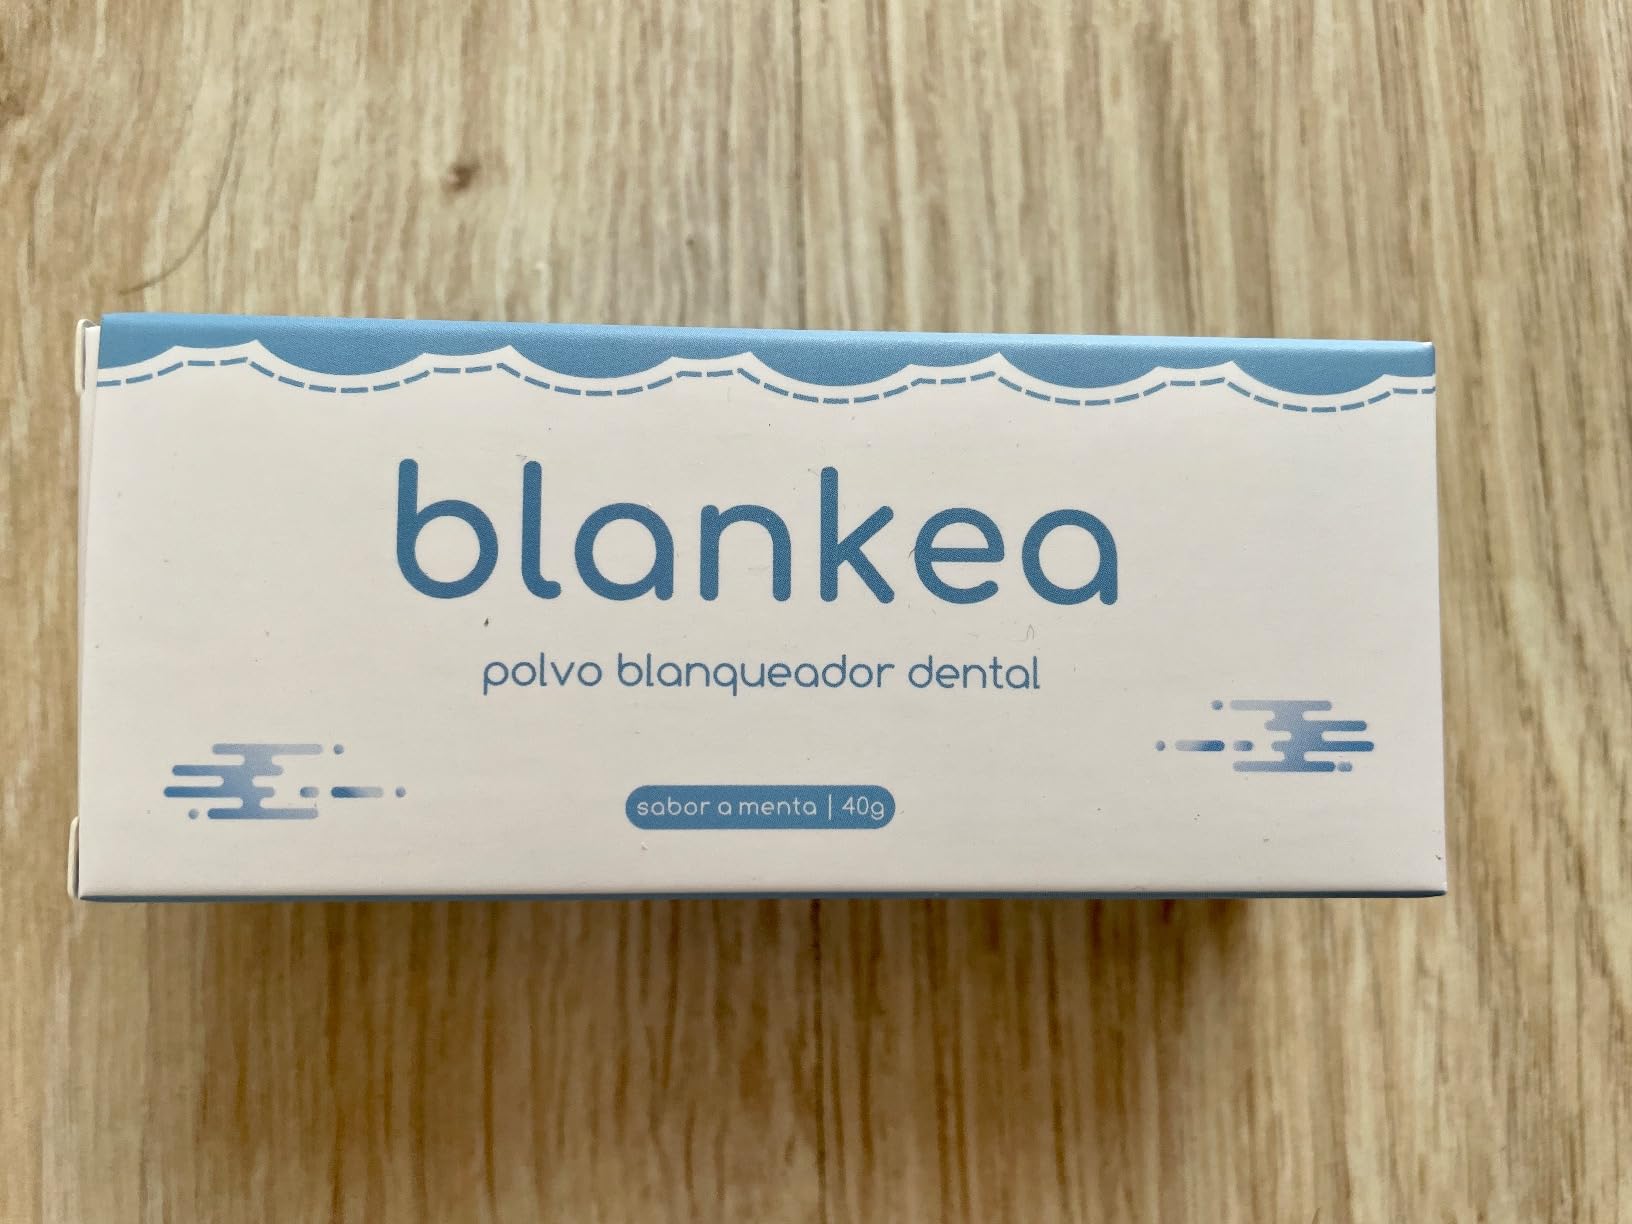 blankea
polvo blanqueador dental
sabor a menta | 40g